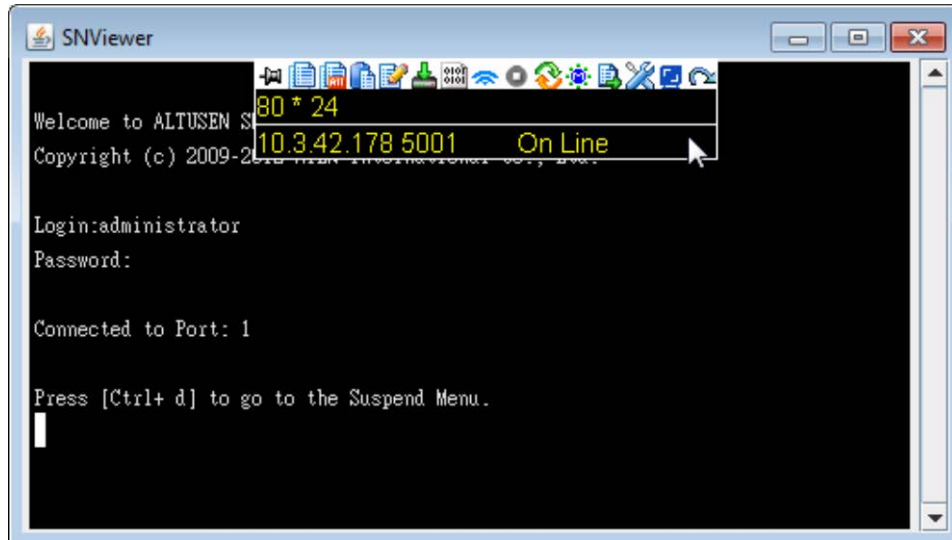 SNViewer
80 * 24
10.3.42.178 5001 On Line
Welcome to ALTUSEN
Copyright (c) 2009-
Login:administrator
Password:
Connected to Port: 1
Press [Ctrl+ d] to go to the Suspend Menu.